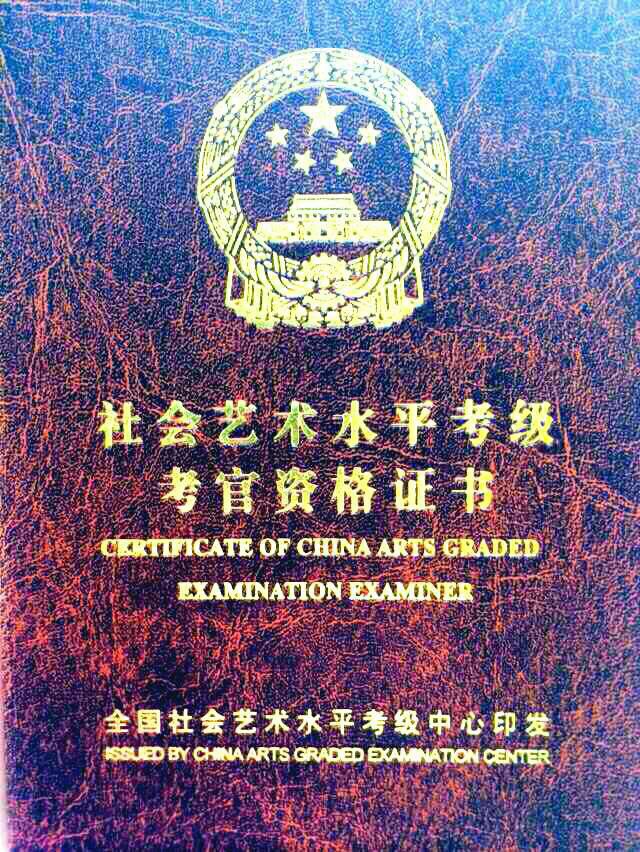 社会艺术水平考级
考官资格证书
CERTIFICATE OF CHINA ARTS GRADED
EXAMINATION EXAMINER
全国社会艺术水平考级中心印发
ISSUED BY CHINA ARTS GRADED EXAMINATION CENTER